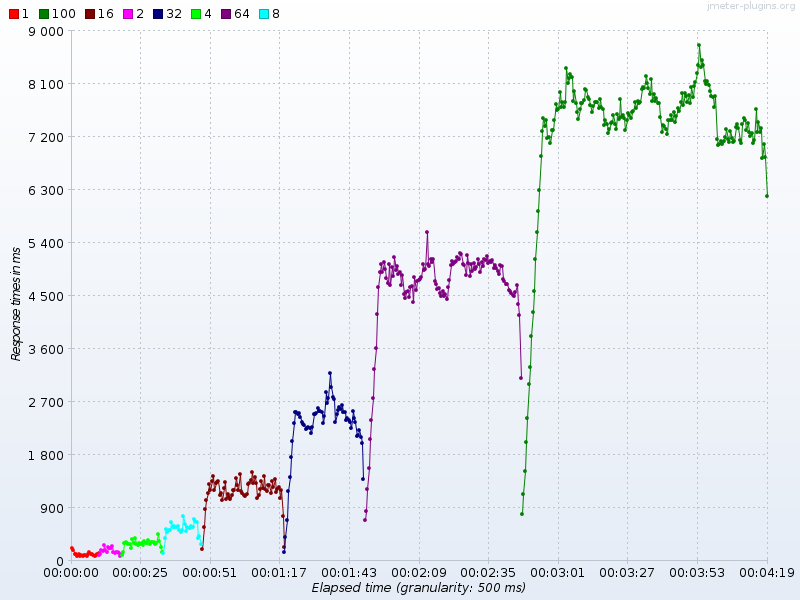 1 100 16 2 32 4 64 8
jmeter-plugins.org
9 000
8 100
7 200
6 300
5 400
4 500
3 600
2 700
1 800
900
0
Response times in ms
00:00:00 00:00:25 00:00:51 00:01:17 00:01:43 00:02:09 00:02:35 00:03:01 00:03:27 00:03:53 00:04:19
Elapsed time (granularity: 500 ms)